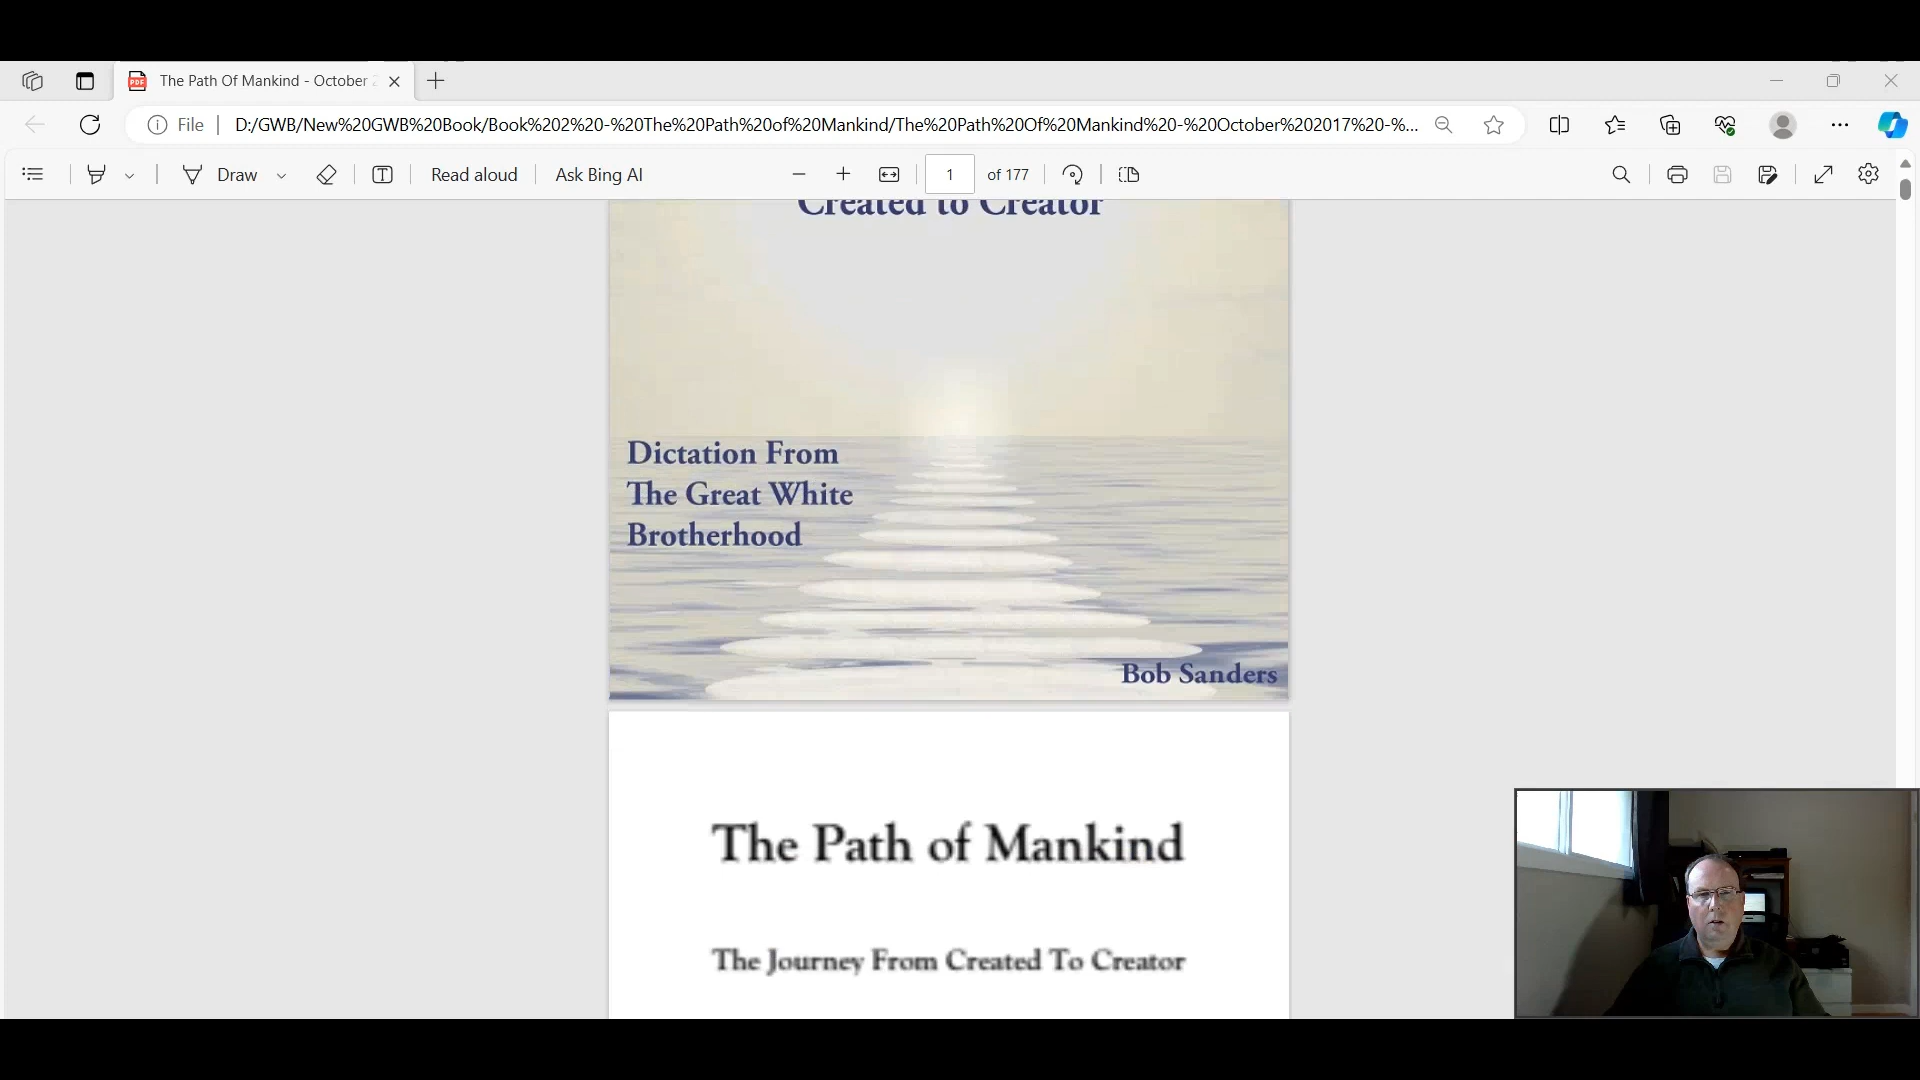 The Path Of Mankind - October 2
File
D:/GWB/New%20GWB%20Book/Book%202%20-%20The%20Path%20of%20Mankind/The%20Path%20Of%20Mankind%20-%20October%202017%20-%...
Draw
Read aloud
Ask Bing AI
1 of 177
Created to Creator
Dictation From
The Great White
Brotherhood
Bob Sanders
The Path of Mankind
The Journey From Created To Creator